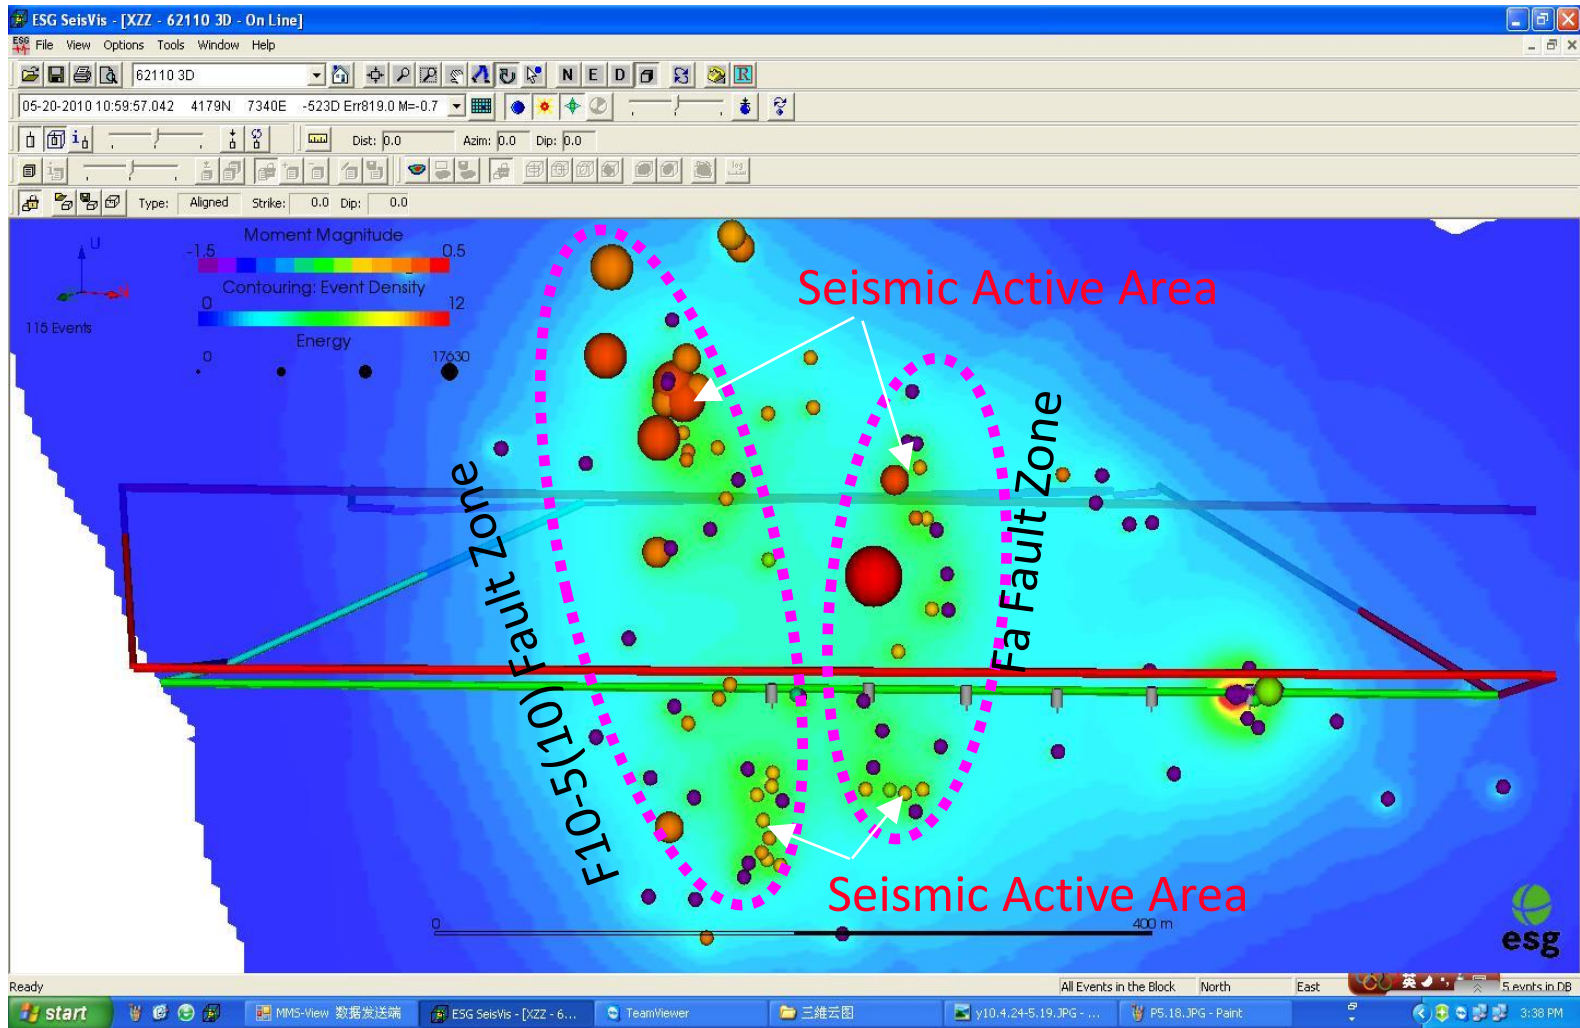 ESG SeisVis - [XZZ - 62110 3D - On Line]
File View Options Tools Window Help
62110 3D
N E D
R
05-20-2010 10:59:57.042 4179N 7340E -523D Err819.0 M=-0.7
Dist: 0.0 Azim: 0.0 Dip: 0.0
Type: Aligned Strike: 0.0 Dip: 0.0
U
Moment Magnitude
-1.5 0.5
Contouring: Event Density
0 12
115 Events
Energy
0 17630
Seismic Active Area
F10-5(10) Fault Zone
Fa Fault Zone
Seismic Active Area
0 400 m
esg
Ready
All Events in the Block North East
英
5 events in DB
start
MMS-View 数据发送端
ESG SeisVis - [XZZ - 6...
TeamViewer
三维云图
y10.4.24-5.19.JPG - ...
P5.18.JPG - Paint
3:38 PM